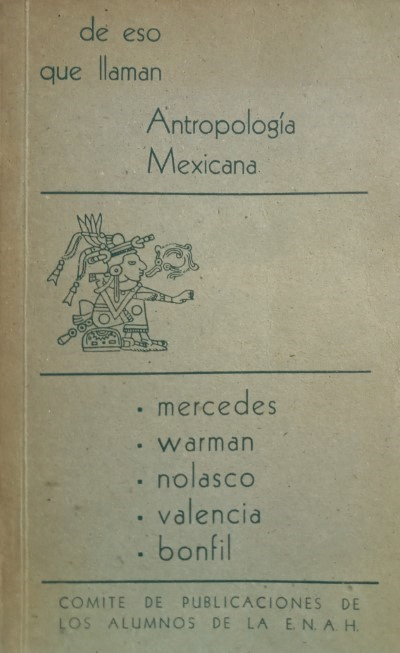 de eso
que llaman
Antropología
Mexicana
• mercedes
• warman
• nolasco
• valencia
• bonfil
COMITE DE PUBLICACIONES DE
LOS ALUMNOS DE LA E.N.A.H.